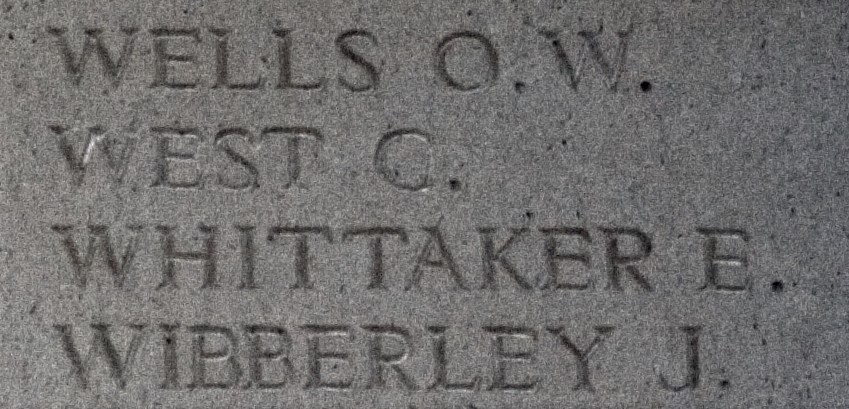 WELLS O.W.
WEST G.
WHITTAKER E.
WIBBERLEY J.